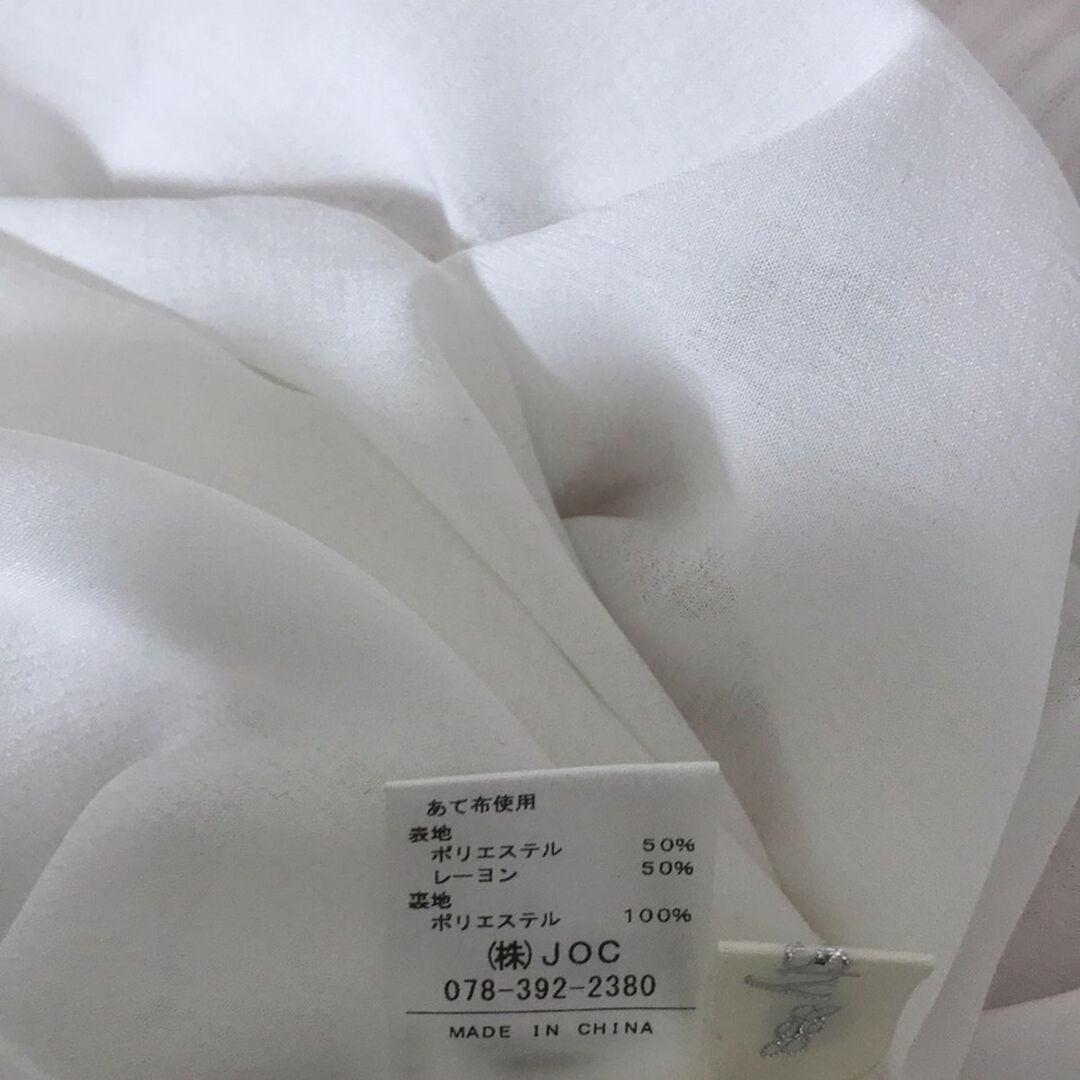 あて布使用
表地
ポリエステル 50%
レーヨン 50%
裏地
ポリエステル 100%
(株)JOC
078-392-2380
MADE IN CHINA